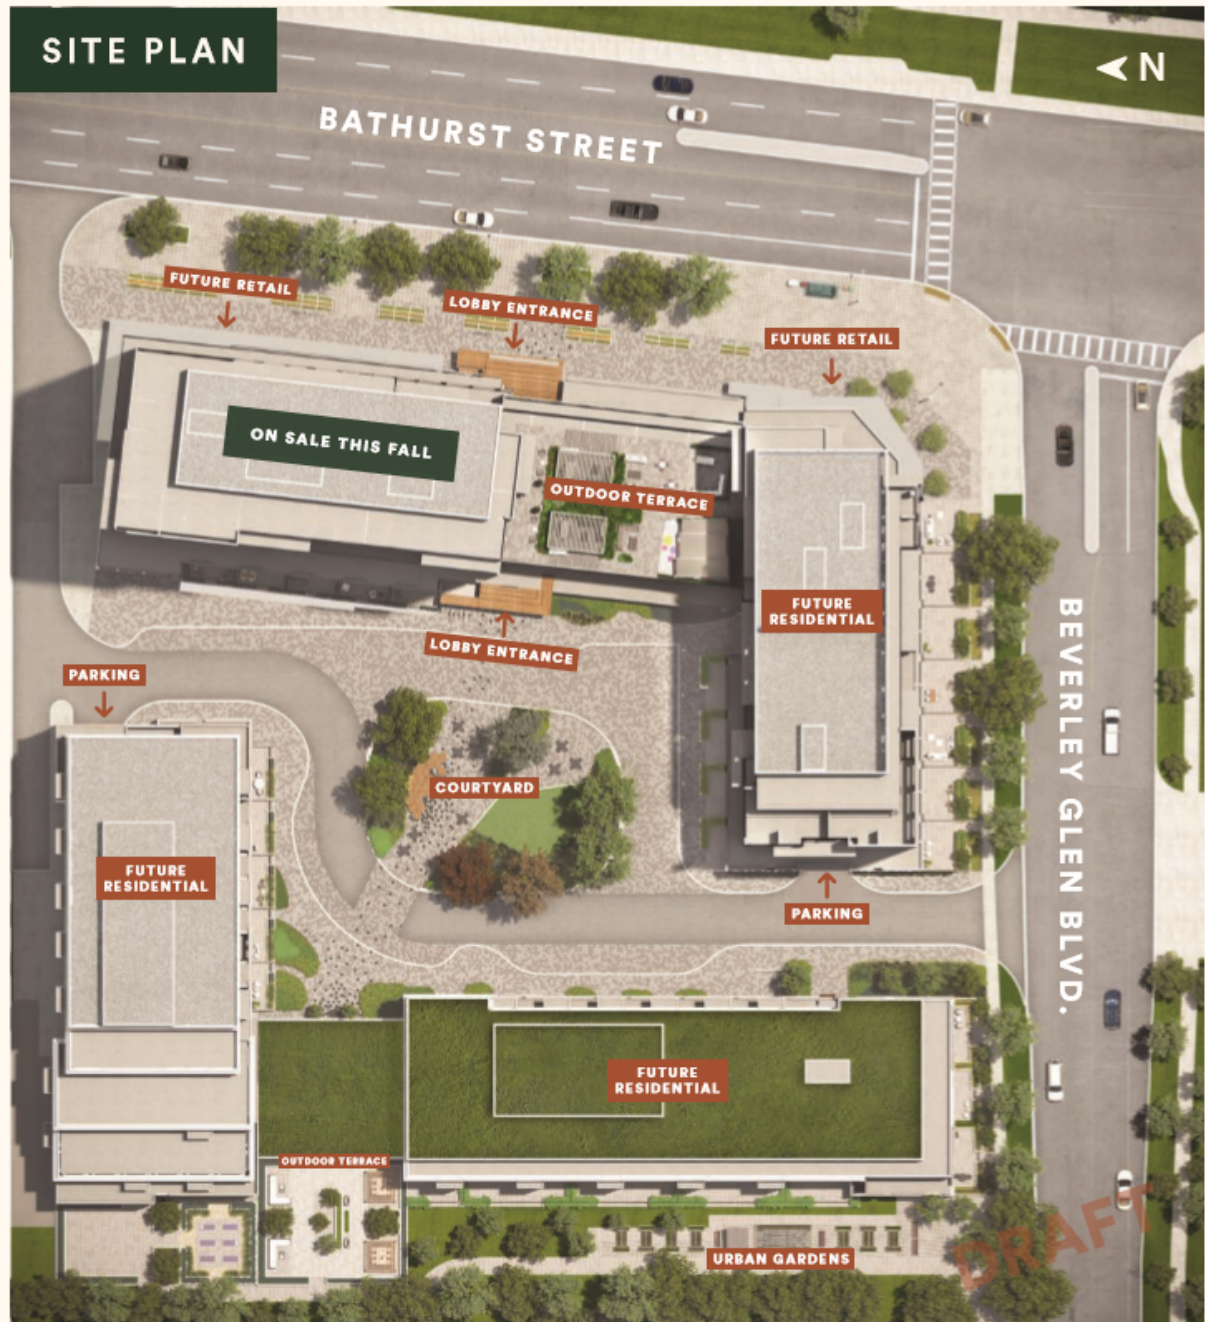 SITE PLAN
N
BATHURST STREET
FUTURE RETAIL
LOBBY ENTRANCE
FUTURE RETAIL
ON SALE THIS FALL
OUTDOOR TERRACE
FUTURE
RESIDENTIAL
LOBBY ENTRANCE
BEVERLEY GLEN BLVD.
PARKING
COURTYARD
FUTURE
RESIDENTIAL
PARKING
FUTURE
RESIDENTIAL
OUTDOOR TERRACE
URBAN GARDENS
DRAFT